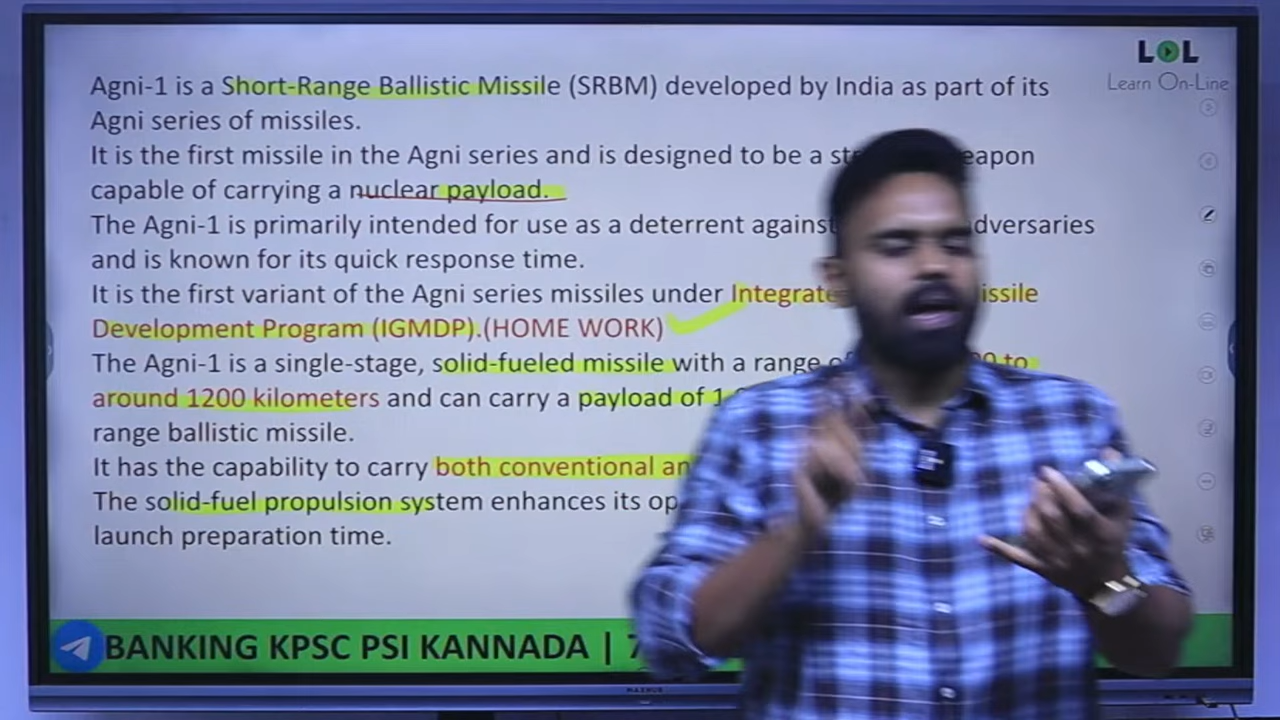 LOL
Learn On-Line
Agni-1 is a Short-Range Ballistic Missile (SRBM) developed by India as part of its
Agni series of missiles.
It is the first missile in the Agni series and is designed to be a
capable of carrying a nuclear payload.
The Agni-1 is primarily intended for use as a deterrent against
and is known for its quick response time.
It is the first variant of the Agni series missiles under
Development Program (IGMDP).(HOME WORK)
The Agni-1 is a single-stage, solid-fueled missile with a range to
around 1200 kilometers and can carry a payload of
range ballistic missile.
It has the capability to carry both conventional
The solid-fuel propulsion system enhances its
launch preparation time.
BANKING KPSC PSI KANNADA |